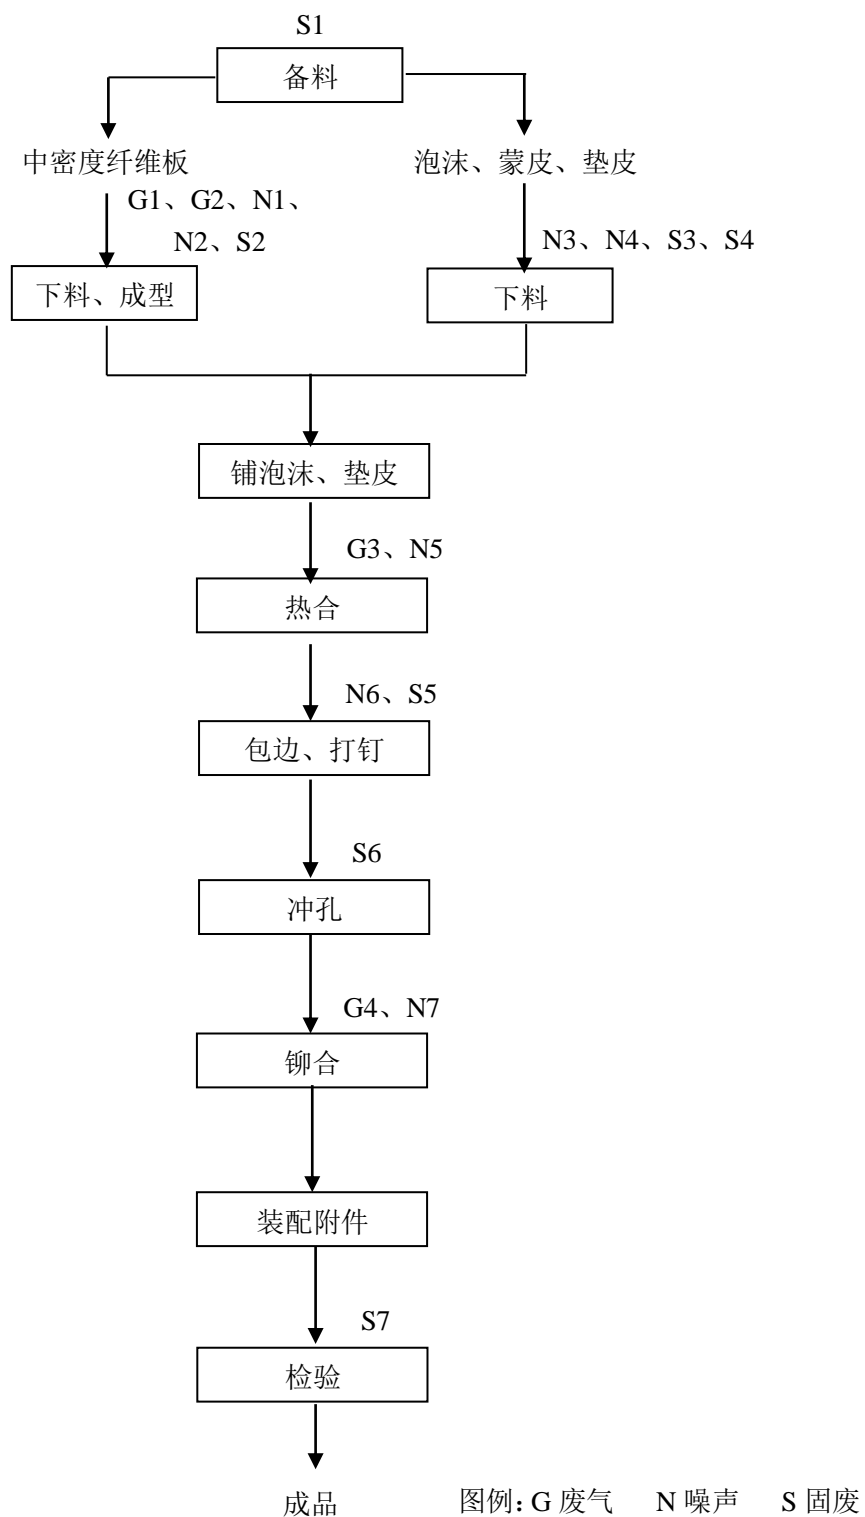 S1
备料
中密度纤维板
泡沫、蒙皮、垫皮
G1、G2、N1、
N2、S2
N3、N4、S3、S4
下料、成型
下料
铺泡沫、垫皮
G3、N5
热合
N6、S5
包边、打钉
S6
冲孔
G4、N7
铆合
装配附件
S7
检验
成品
图例: G 废气 N 噪声 S 固废